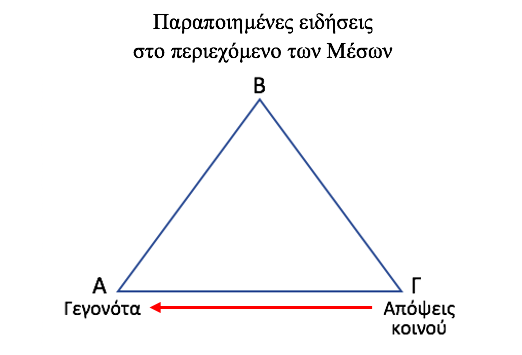 Παραποιημένες ειδήσεις
στο περιεχόμενο των Μέσων
Β
Α
Γ
Γεγονότα
Απόψεις
κοινού